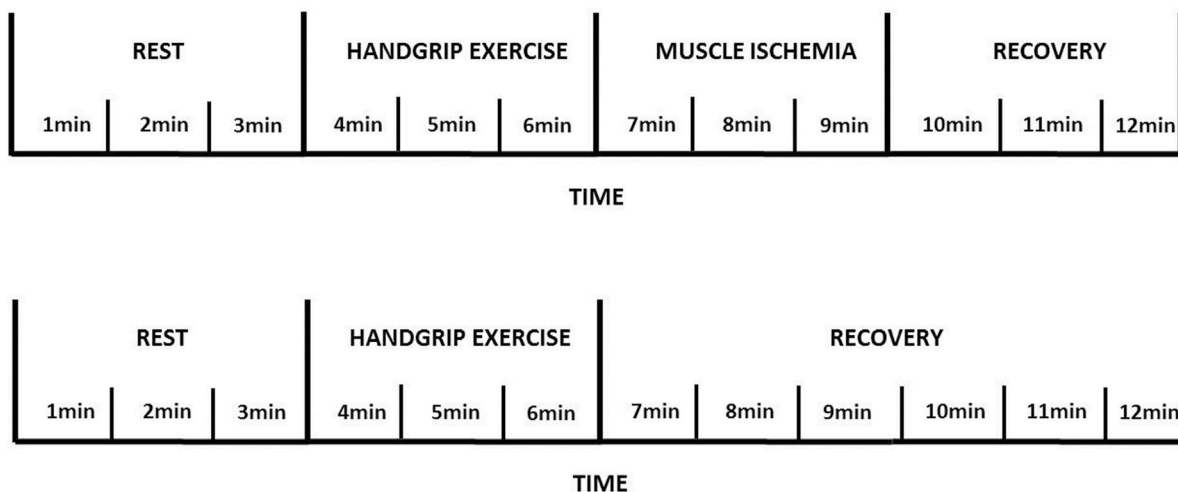 REST HANDGRIP EXERCISE MUSCLE ISCHEMIA RECOVERY
1min 2min 3min 4min 5min 6min 7min 8min 9min 10min 11min 12min
TIME
REST HANDGRIP EXERCISE RECOVERY
1min 2min 3min 4min 5min 6min 7min 8min 9min 10min 11min 12min
TIME